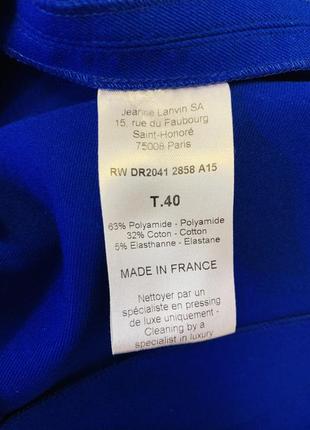 Jeanne Lanvin SA
15, rue du Faubourg
Saint-Honoré
75008 Paris
RW DR2041 2858 A15
T.40
63% Polyamide - Polyamide
32% Coton - Cotton
5% Elasthanne - Elastane
MADE IN FRANCE
Nettoyer par un
spécialiste en pressing
de luxe uniquement -
Cleaning by a
specialist in luxury